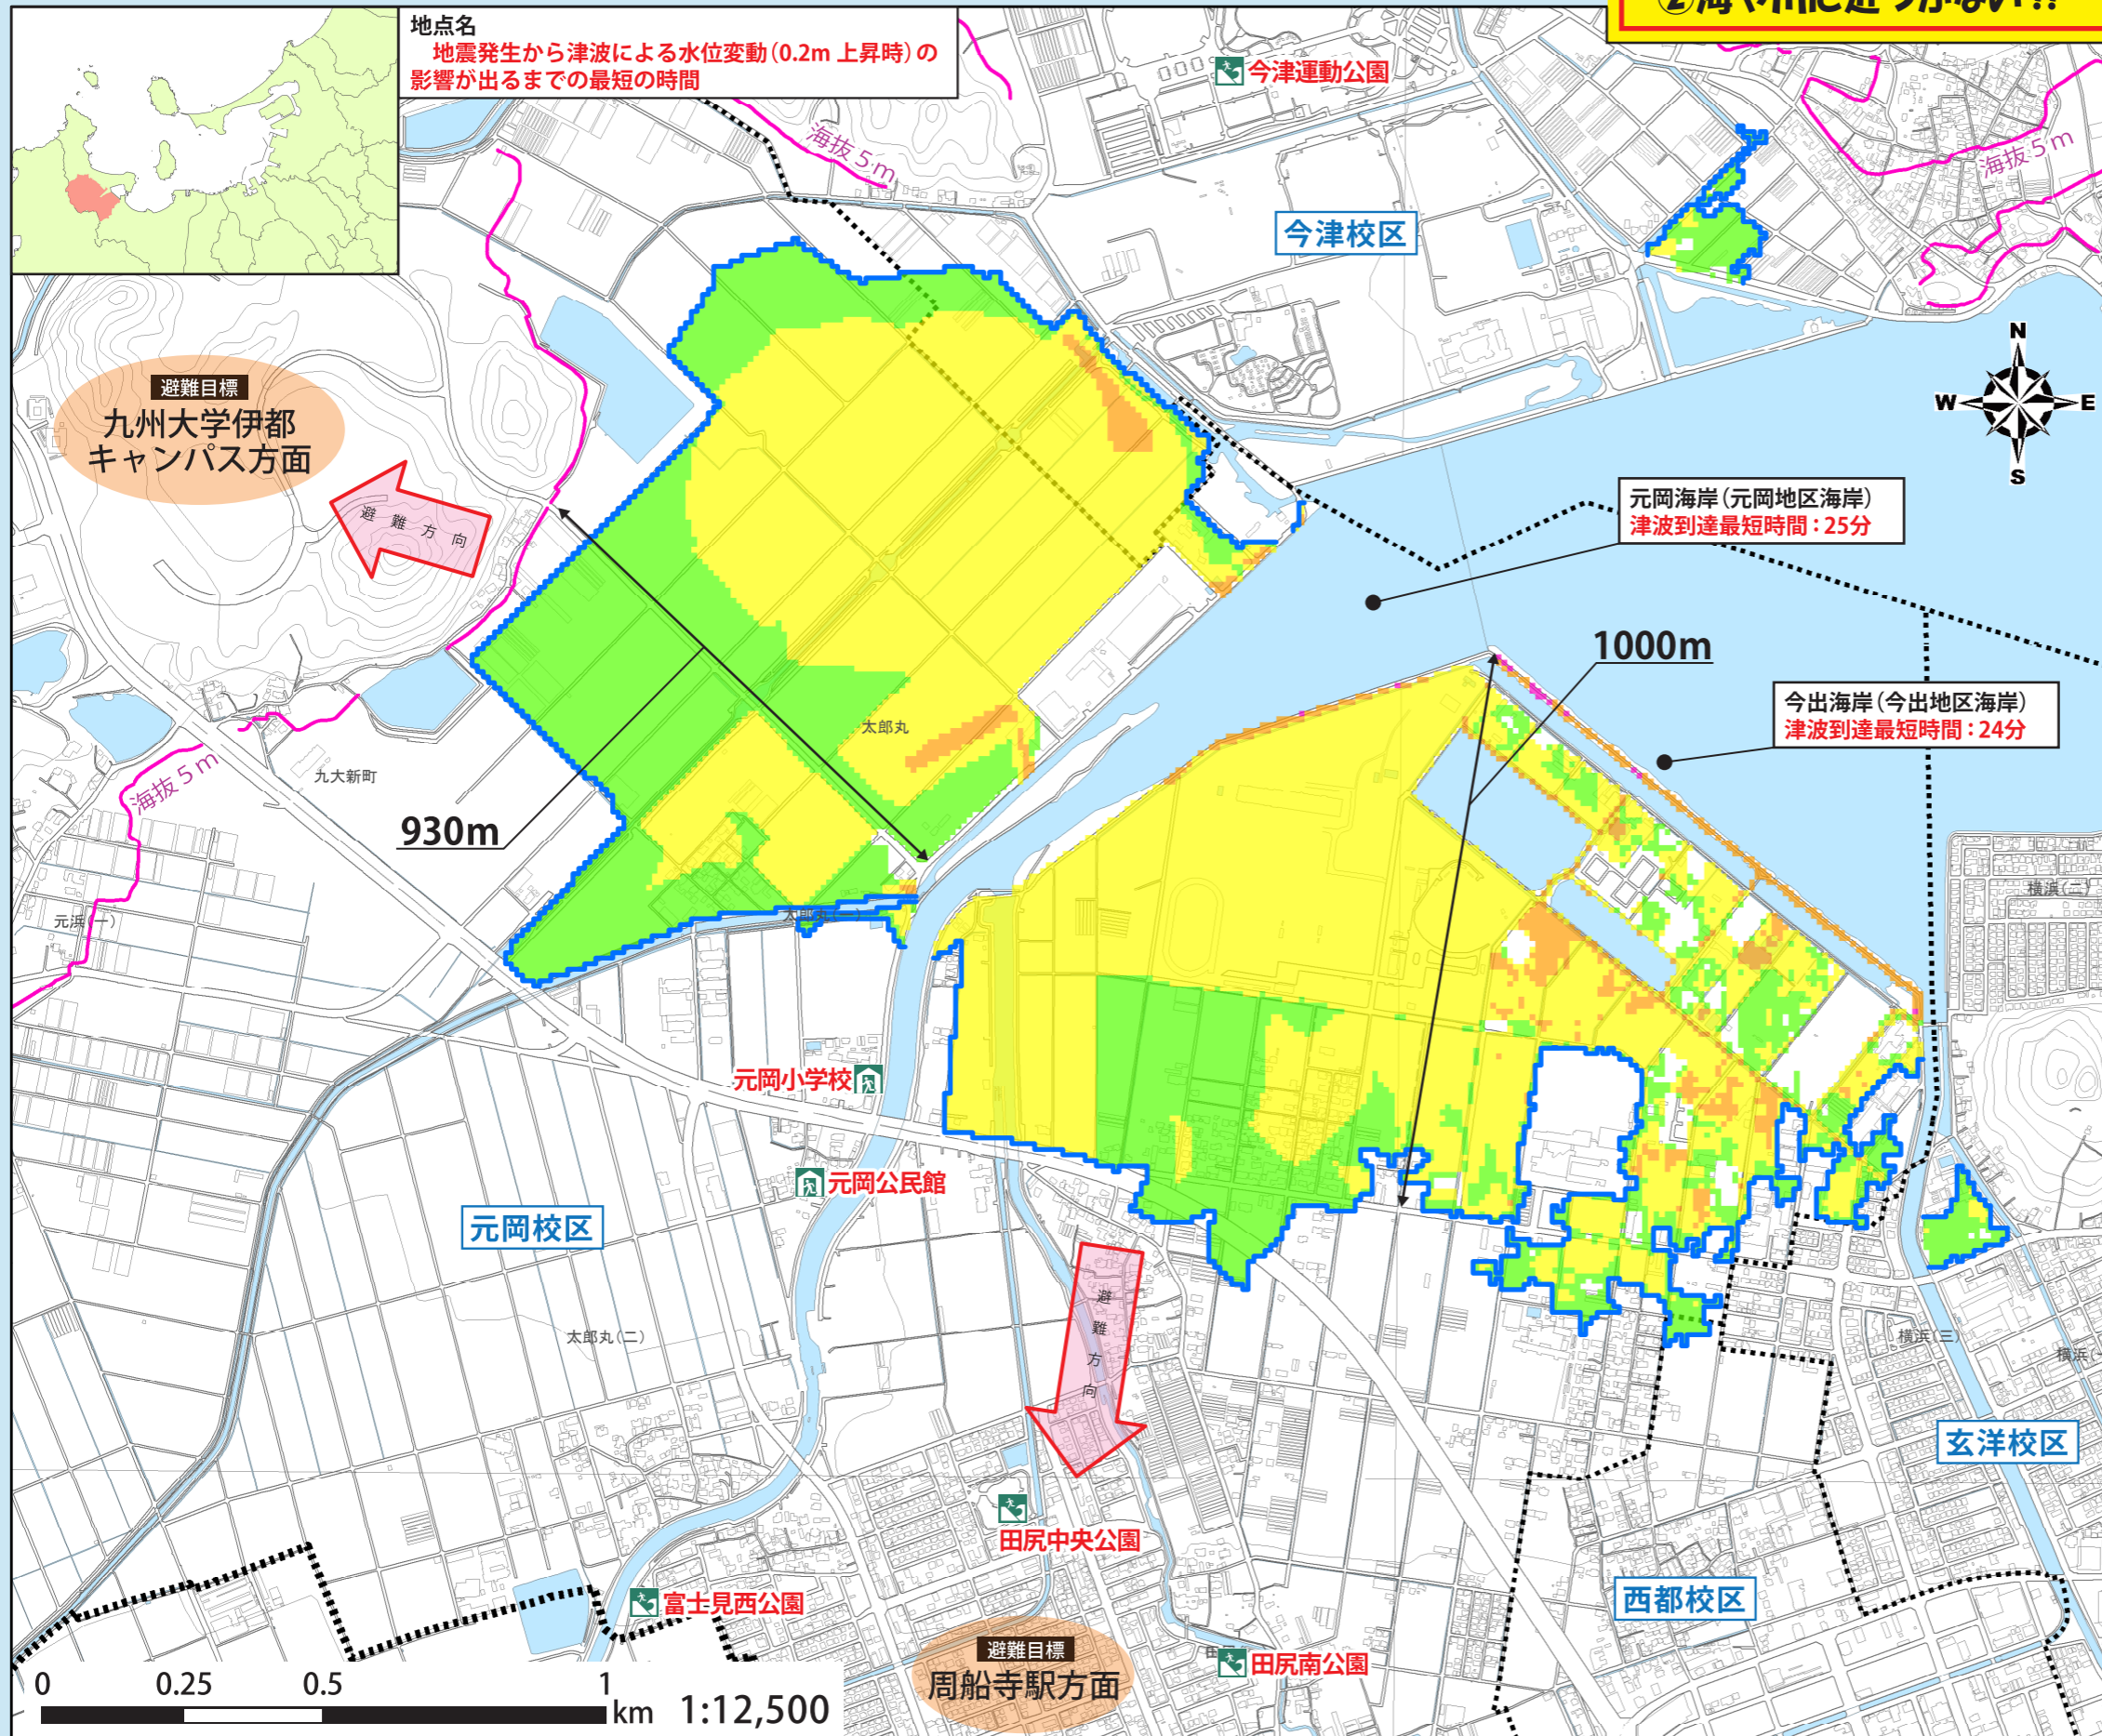 地点名
地震発生から津波による水位変動（0.2m 上昇時）の
影響が出るまでの最短の時間
今津運動公園
海抜５m
海抜５m
今津校区
N
W
E
S
避難目標
九州大学伊都
キャンパス方面
避難方向
元岡海岸（元岡地区海岸）
津波到達最短時間：25分
1000m
今出海岸（今出地区海岸）
津波到達最短時間：24分
太郎丸
九大新町
海抜５m
930m
横浜（二）
元浜（一）
太郎丸（一）
元岡小学校
元岡公民館
元岡校区
避難方向
太郎丸（二）
横浜（三）
玄洋校区
田尻中央公園
富士見西公園
西都校区
避難目標
周船寺駅方面
田尻南公園
0 0.25 0.5 1
km 1:12,500